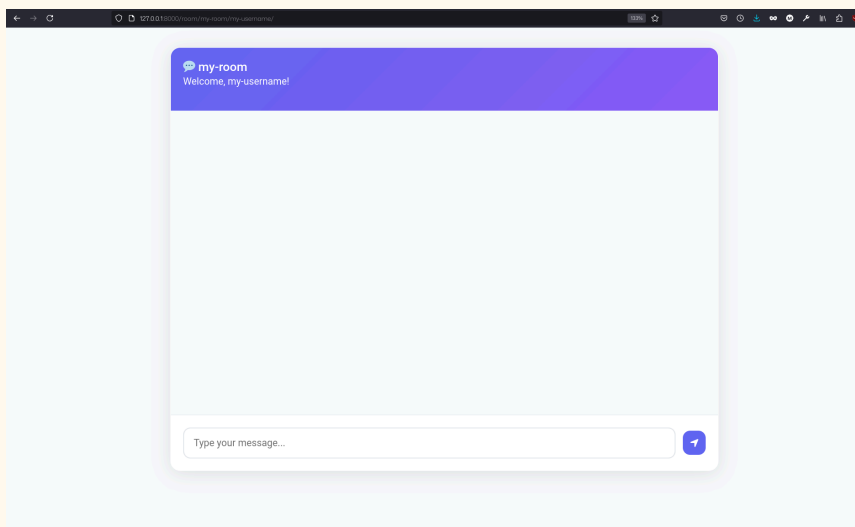 127.0.0.1:8000/room/my-room/my-username/
133%
💬 my-room
Welcome, my-username!
Type your message...